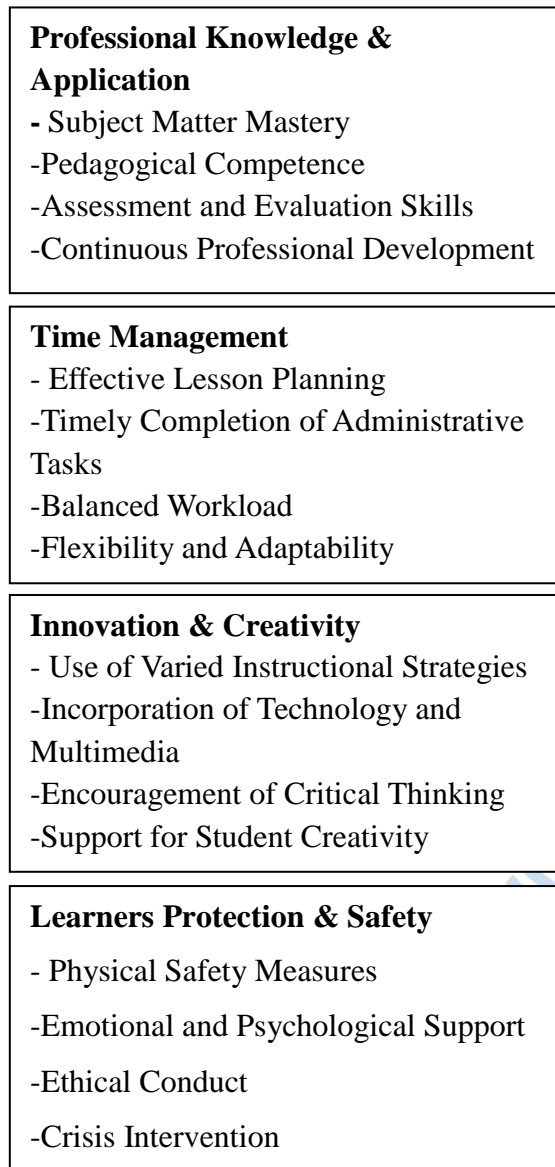 Professional Knowledge &
Application
- Subject Matter Mastery
-Pedagogical Competence
-Assessment and Evaluation Skills
-Continuous Professional Development
Time Management
- Effective Lesson Planning
-Timely Completion of Administrative
Tasks
-Balanced Workload
-Flexibility and Adaptability
Innovation & Creativity
- Use of Varied Instructional Strategies
-Incorporation of Technology and
Multimedia
-Encouragement of Critical Thinking
-Support for Student Creativity
Learners Protection & Safety
- Physical Safety Measures
-Emotional and Psychological Support
-Ethical Conduct
-Crisis Intervention